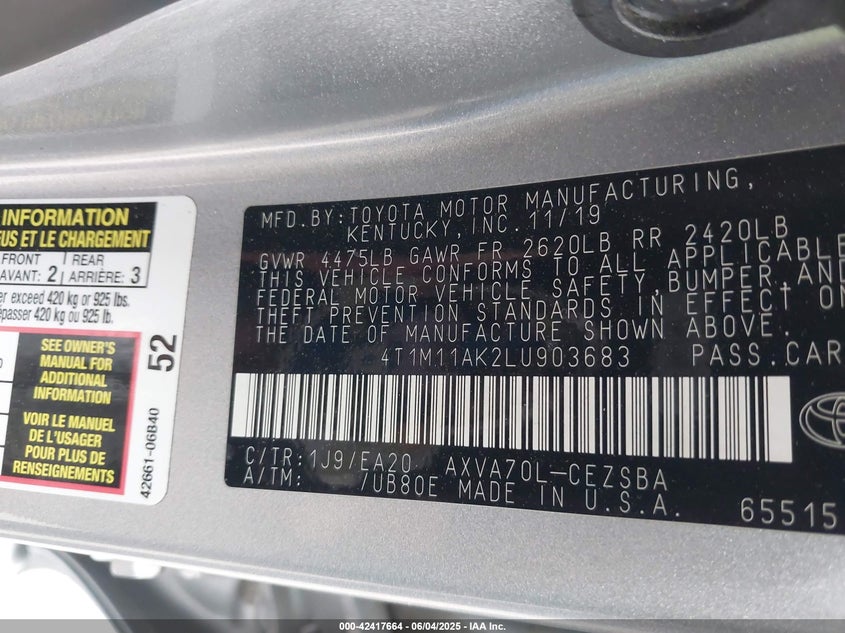 INFORMATION
FUS ET LE CHARGEMENT
FRONT
AVANT: 2
REAR
ARRIÈRE: 3
exceed 420 kg or 925 lbs.
dépasser 420 kg ou 925 lb.
SEE OWNER'S
MANUAL FOR
ADDITIONAL
INFORMATION
VOIR LE MANUEL
DE L'USAGER
POUR PLUS DE
RENSEIGNEMENTS
52
42661-06B40
MFD. BY: TOYOTA MOTOR MANUFACTURING,
KENTUCKY, INC. 11/19
GVWR 4475LB GAWR FR 2620LB RR 2420LB
THIS VEHICLE CONFORMS TO ALL APPLICABLE
FEDERAL MOTOR VEHICLE SAFETY, BUMPER, AND
THEFT PREVENTION STANDARDS IN EFFECT ON
THE DATE OF MANUFACTURE SHOWN ABOVE.
4T1M11AK2LU903683 PASS. CAR
C/TR: 1J9/EA20 AXVA70L-CEZSBA
A/TM: /UB80E MADE IN U.S.A.
65515
000-42417664 | 06/04/2025 - IAA Inc.